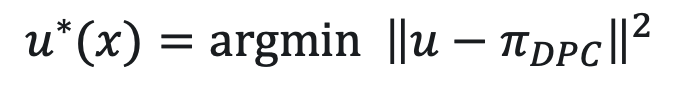 u*(x) = argmin ‖u − π_DPC‖²